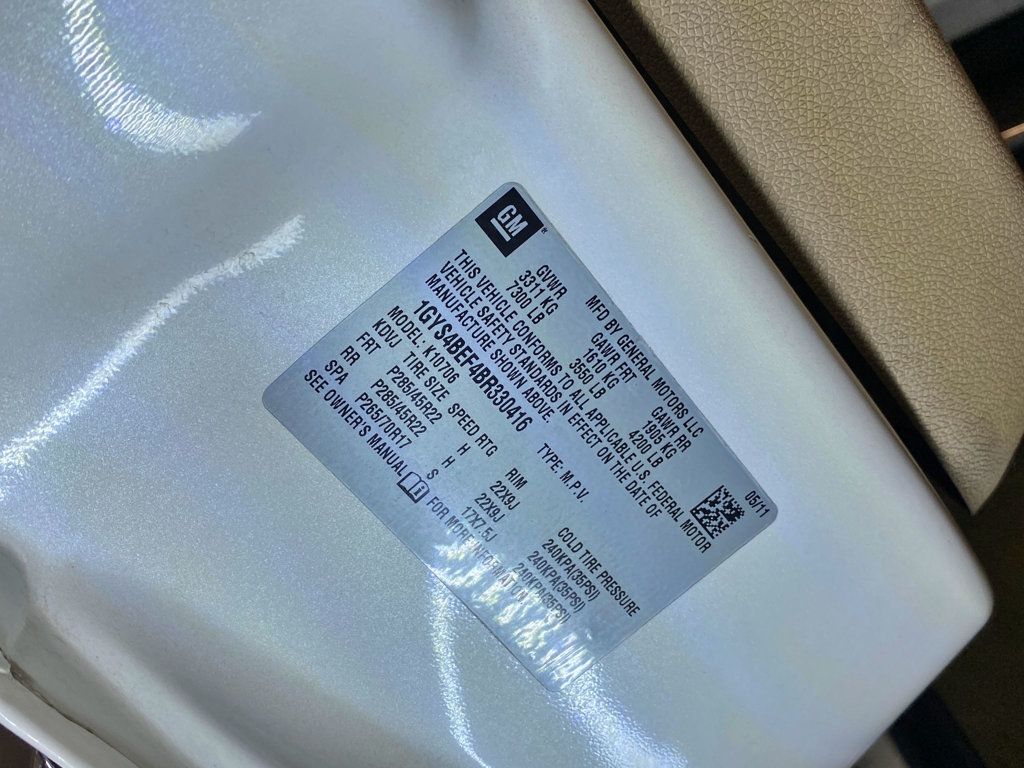 GM
MFD BY GENERAL MOTORS LLC 05/11
GVWR GAWR FRT GAWR RR
3311 KG 1610 KG 1905 KG
7300 LB 3550 LB 4200 LB
THIS VEHICLE CONFORMS TO ALL APPLICABLE U.S. FEDERAL MOTOR
VEHICLE SAFETY STANDARDS IN EFFECT ON THE DATE OF
MANUFACTURE SHOWN ABOVE.
1GYS4BEF4BR330416 TYPE: M.P.V.
MODEL: K10706
KDVJ TIRE SIZE SPEED RTG RIM COLD TIRE PRESSURE
FRT P285/45R22 H 22X9J 240KPA(35PSI)
RR P285/45R22 H 22X9J 240KPA(35PSI)
SPA P265/70R17 S 17X7.5J 240KPA(35PSI)
SEE OWNER'S MANUAL FOR MORE INFORMATION